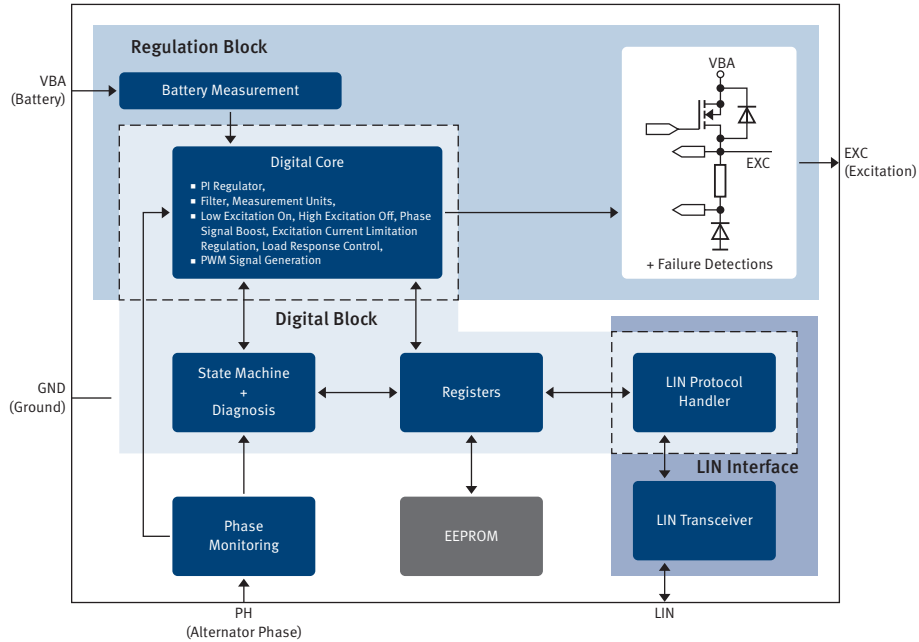 Regulation Block
VBA
(Battery)
Battery Measurement
VBA
EXC
+ Failure Detections
EXC
(Excitation)
Digital Core
▪ PI Regulator,
▪ Filter, Measurement Units,
▪ Low Excitation On, High Excitation Off, Phase
Signal Boost, Excitation Current Limitation
Regulation, Load Response Control,
▪ PWM Signal Generation
Digital Block
GND
(Ground)
State Machine
+
Diagnosis
Registers
LIN Protocol
Handler
LIN Interface
Phase
Monitoring
EEPROM
LIN Transceiver
PH
(Alternator Phase)
LIN